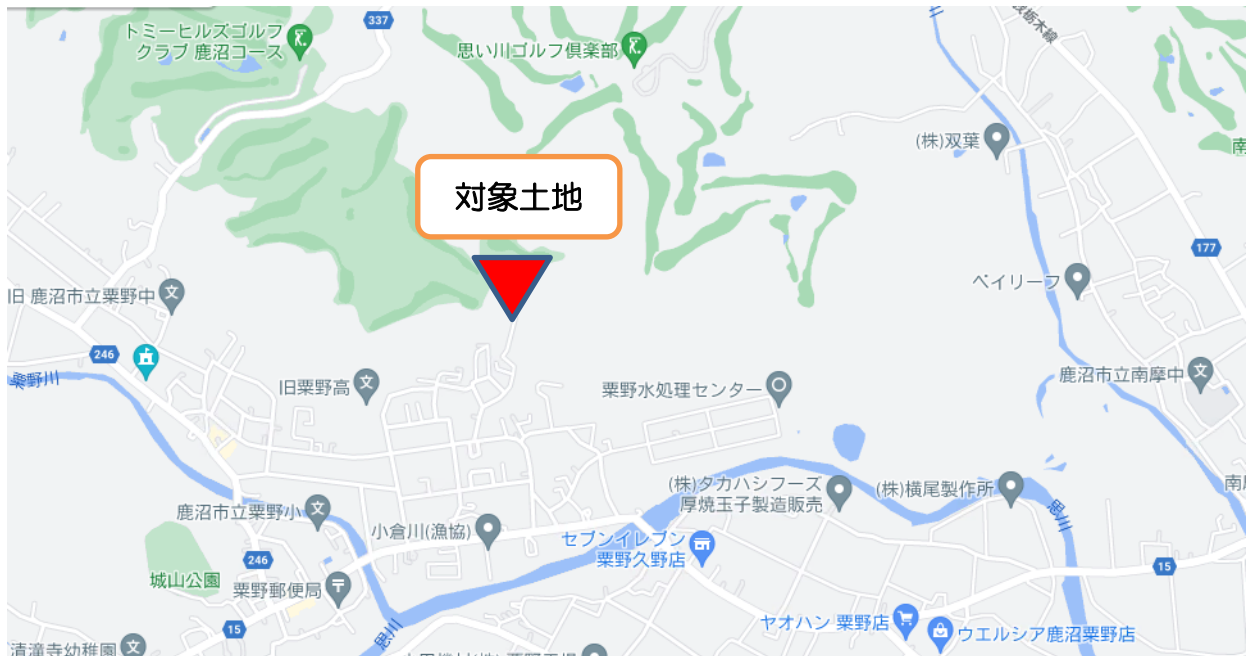 トミーヒルズゴルフ
クラブ 鹿沼コース
337
思い川ゴルフ倶楽部
栃木線
(株)双葉
南
対象土地
177
ベイリーフ
旧 鹿沼市立粟野中
246
粟野川
旧粟野高
粟野水処理センター
鹿沼市立南摩中
(株)タカハシフーズ
厚焼玉子製造販売
(株)横尾製作所
南
鹿沼市立粟野小
小倉川(漁協)
思川
セブンイレブン
粟野久野店
246
城山公園
粟野郵便局
15
15
思川
ヤオハン 粟野店
ウエルシア鹿沼粟野店
清滝寺幼稚園